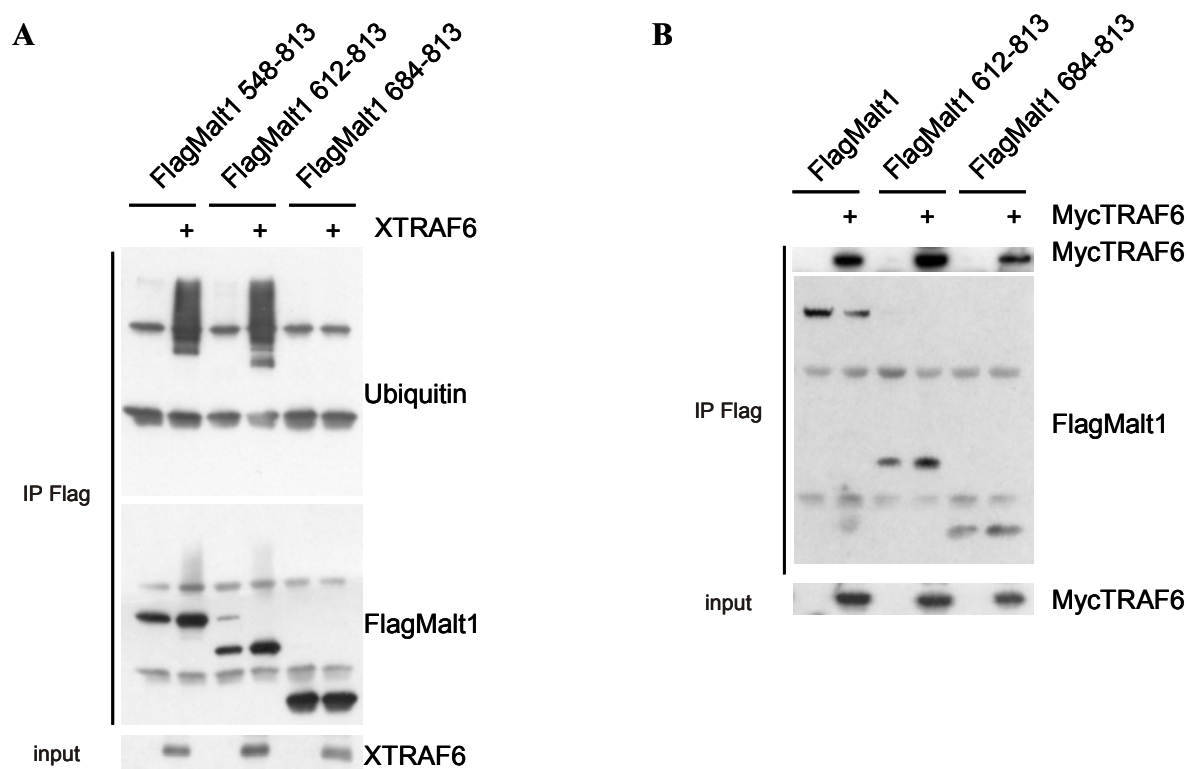 A
FlagMalt1 548-813
FlagMalt1 612-813
FlagMalt1 684-813
+ + + XTRAF6
Ubiquitin
IP Flag
FlagMalt1
input
XTRAF6
B
FlagMalt1
FlagMalt1 612-813
FlagMalt1 684-813
+ + + MycTRAF6
MycTRAF6
IP Flag
FlagMalt1
input
MycTRAF6